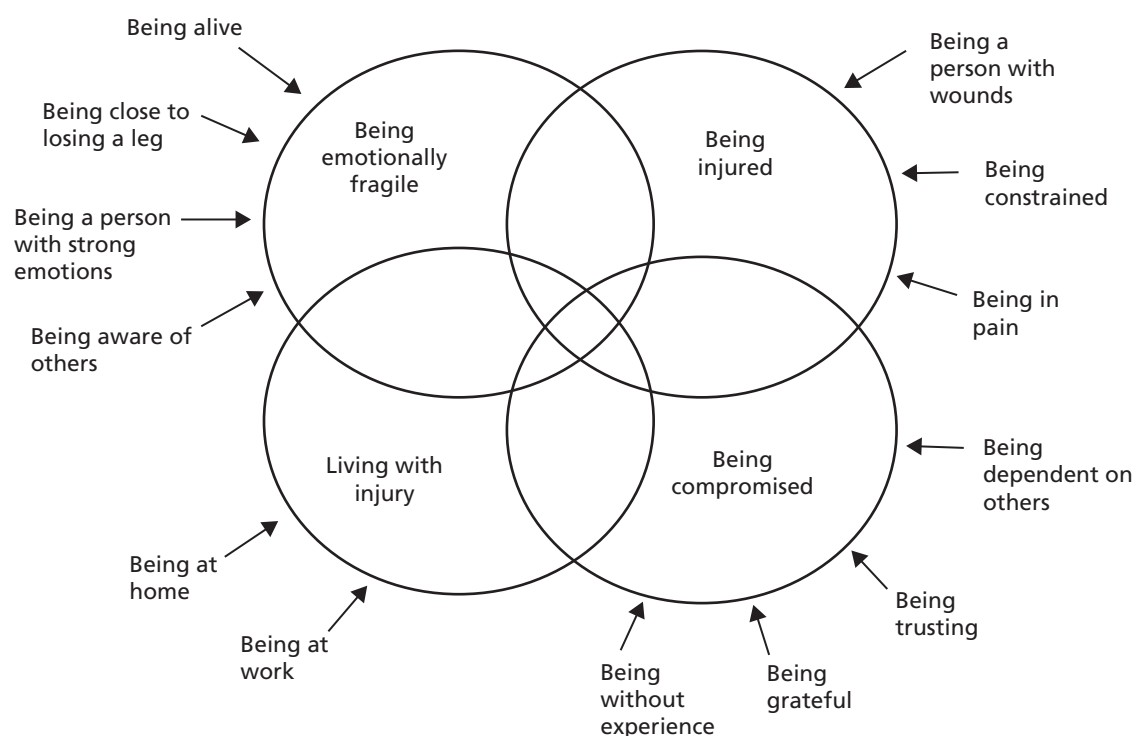 Being alive
Being close to
losing a leg
Being a person
with strong
emotions
Being aware of
others
Being
emotionally
fragile
Being
injured
Being a
person with
wounds
Being
constrained
Being in
pain
Living with
injury
Being
compromised
Being at
home
Being at
work
Being
dependent on
others
Being
trusting
Being
grateful
Being
without
experience